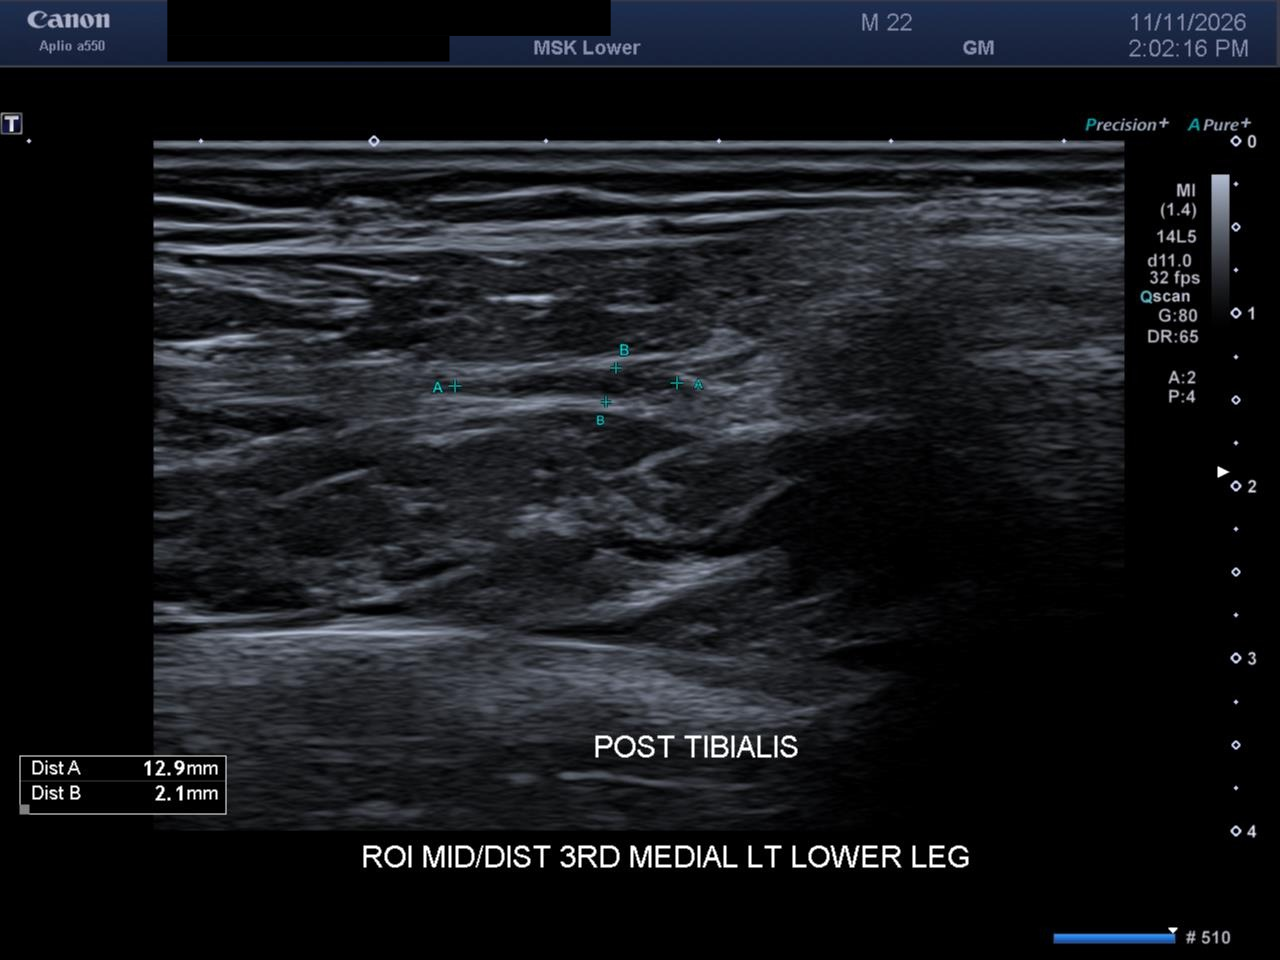 Canon
Aplio a550
MSK Lower
M 22
GM
11/11/2026
2:02:16 PM
T
Precision+ A Pure+
0
MI
(1.4)
14L5
d11.0
32 fps
Qscan
G:80
DR:65
A:2
P:4
1
2
3
4
B
A
A
B
Dist A 12.9mm
Dist B 2.1mm
POST TIBIALIS
ROI MID/DIST 3RD MEDIAL LT LOWER LEG
# 510